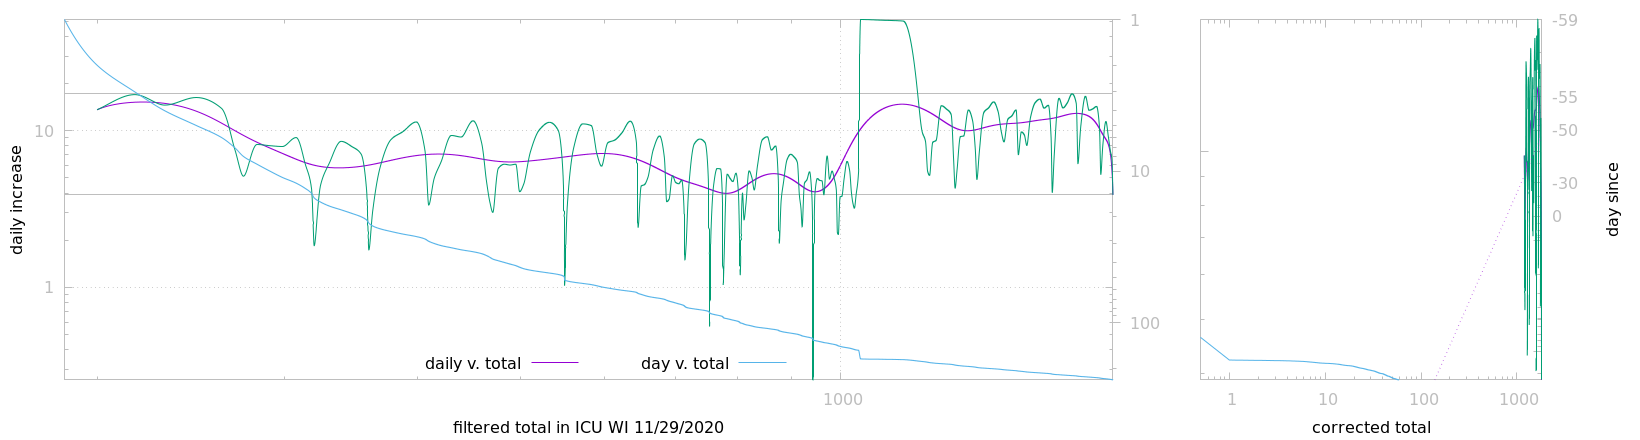 daily increase
10
1
1
10
100
daily v. total
day v. total
1000
filtered total in ICU WI 11/29/2020
-59
-55
-50
-30
0
day since
1
10
100
1000
corrected total